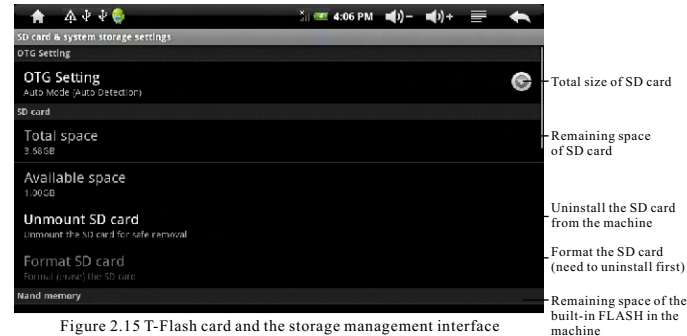 4:06 PM
SD card & system storage settings
OTG Setting
OTG Setting
Auto Mode (Auto Detection)
SD card
Total space
3.68GB
Available space
1.00GB
Unmount SD card
Unmount the SD card for safe removal
Format SD card
Format (erase) the SD card
Nand memory
Total size of SD card
Remaining space
of SD card
Uninstall the SD card
from the machine
Format the SD card
(need to uninstall first)
Remaining space of the
built-in FLASH in the
machine
Figure 2.15 T-Flash card and the storage management interface